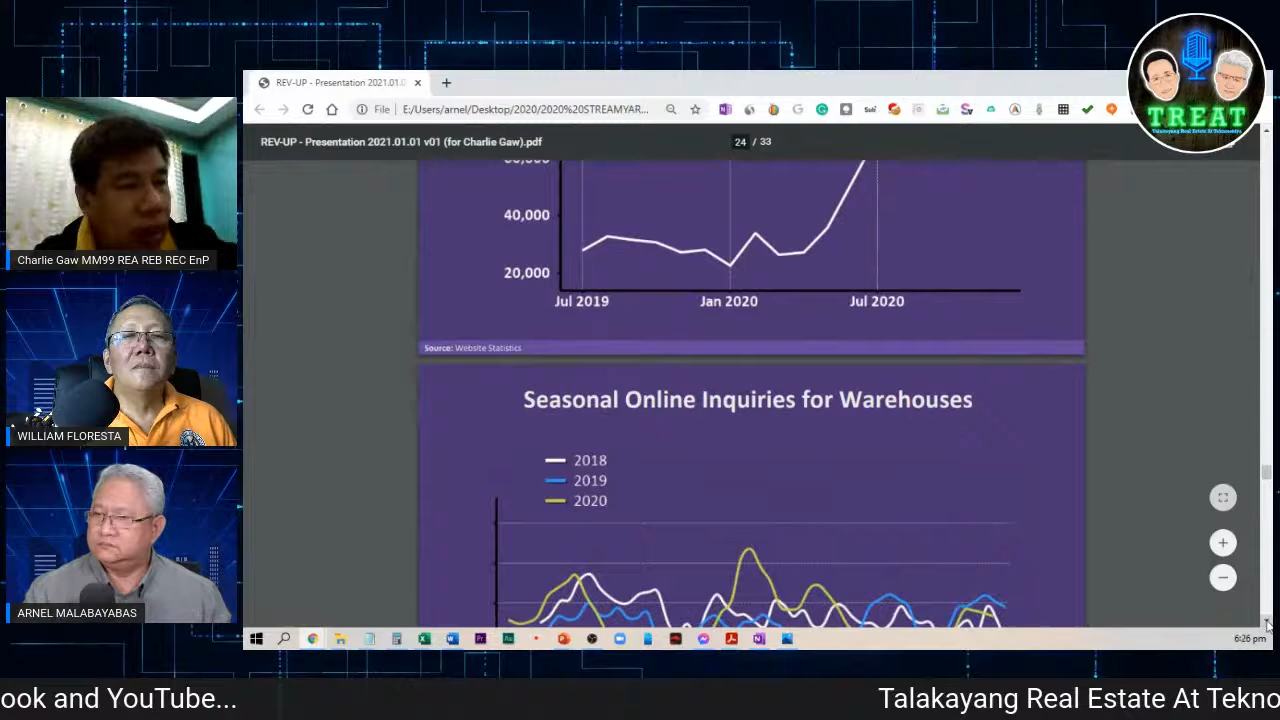 REV-UP - Presentation 2021.01.0
File
E:/Users/arnel/Desktop/2020/2020%20STREAMYAR...
REV-UP - Presentation 2021.01.01 v01 (for Charlie Gaw).pdf
24 / 33
TREAT
Talakayang Real Estate At Teknolohiya
40,000
20,000
Jul 2019
Jan 2020
Jul 2020
Source: Website Statistics
Seasonal Online Inquiries for Warehouses
2018
2019
2020
Charlie Gaw MM99 REA REB REC EnP
WILLIAM FLORESTA
ARNEL MALABAYABAS
6:26 pm
ook and YouTube...
Talakayang Real Estate At Tekno